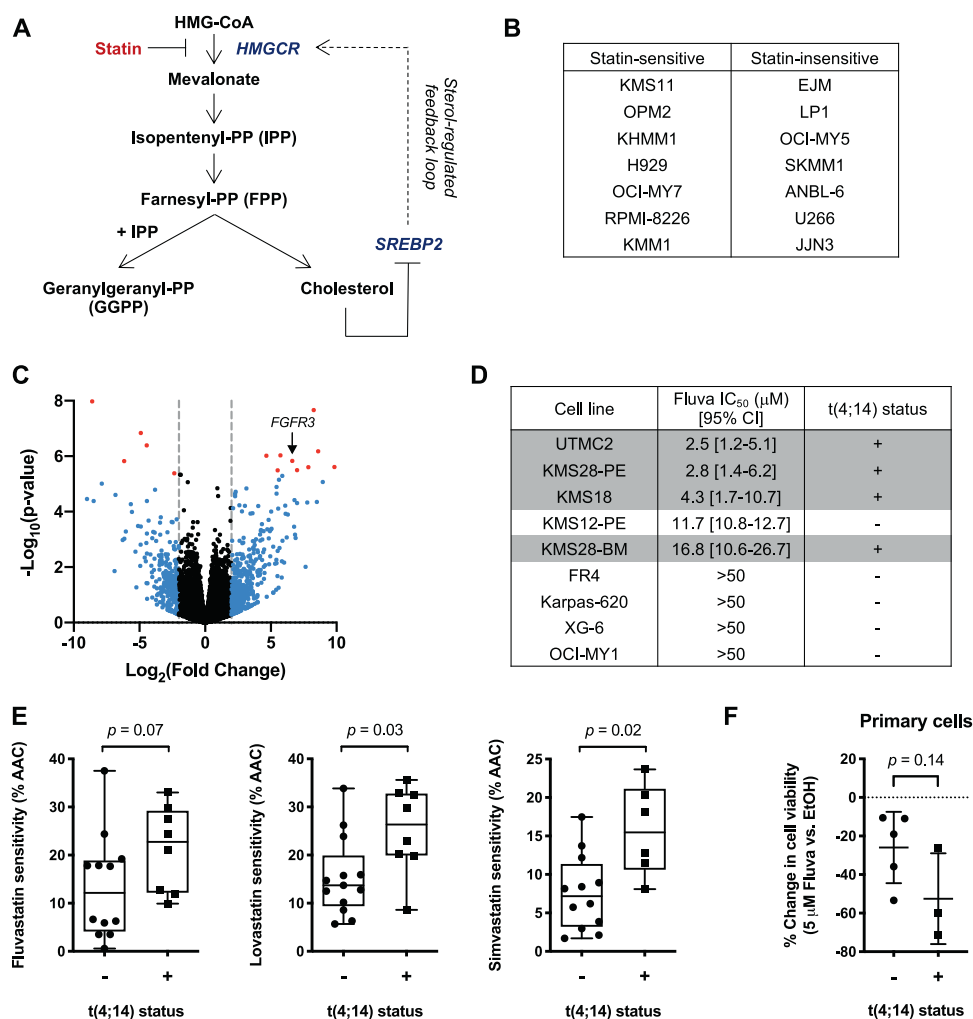 A
HMG-CoA
Statin
HMGCR
Mevalonate
Isopentenyl-PP (IPP)
Farnesyl-PP (FPP)
+ IPP
SREBP2
Geranylgeranyl-PP
(GGPP)
Cholesterol
Sterol-regulated
feedback loop
B
Statin-sensitive Statin-insensitive
KMS11 EJM
OPM2 LP1
KHMM1 OCI-MY5
H929 SKMM1
OCI-MY7 ANBL-6
RPMI-8226 U266
KMM1 JJN3
C
-Log10(p-value)
8
6
4
2
0
FGFR3
-10 -5 0 5 10
Log2(Fold Change)
D
Cell line Fluva IC50 (µM) t(4;14) status
[95% CI]
UTMC2 2.5 [1.2-5.1] +
KMS28-PE 2.8 [1.4-6.2] +
KMS18 4.3 [1.7-10.7] +
KMS12-PE 11.7 [10.8-12.7] -
KMS28-BM 16.8 [10.6-26.7] +
FR4 >50 -
Karpas-620 >50 -
XG-6 >50 -
OCI-MY1 >50 -
E
p = 0.07
Fluvastatin sensitivity (% AAC)
40
30
20
10
0
- +
t(4;14) status
p = 0.03
Lovastatin sensitivity (% AAC)
40
30
20
10
0
- +
t(4;14) status
p = 0.02
Simvastatin sensitivity (% AAC)
25
20
15
10
5
0
- +
t(4;14) status
F
Primary cells
p = 0.14
% Change in cell viability
(5 µM Fluva vs. EtOH)
20
0
-20
-40
-60
-80
- +
t(4;14) status